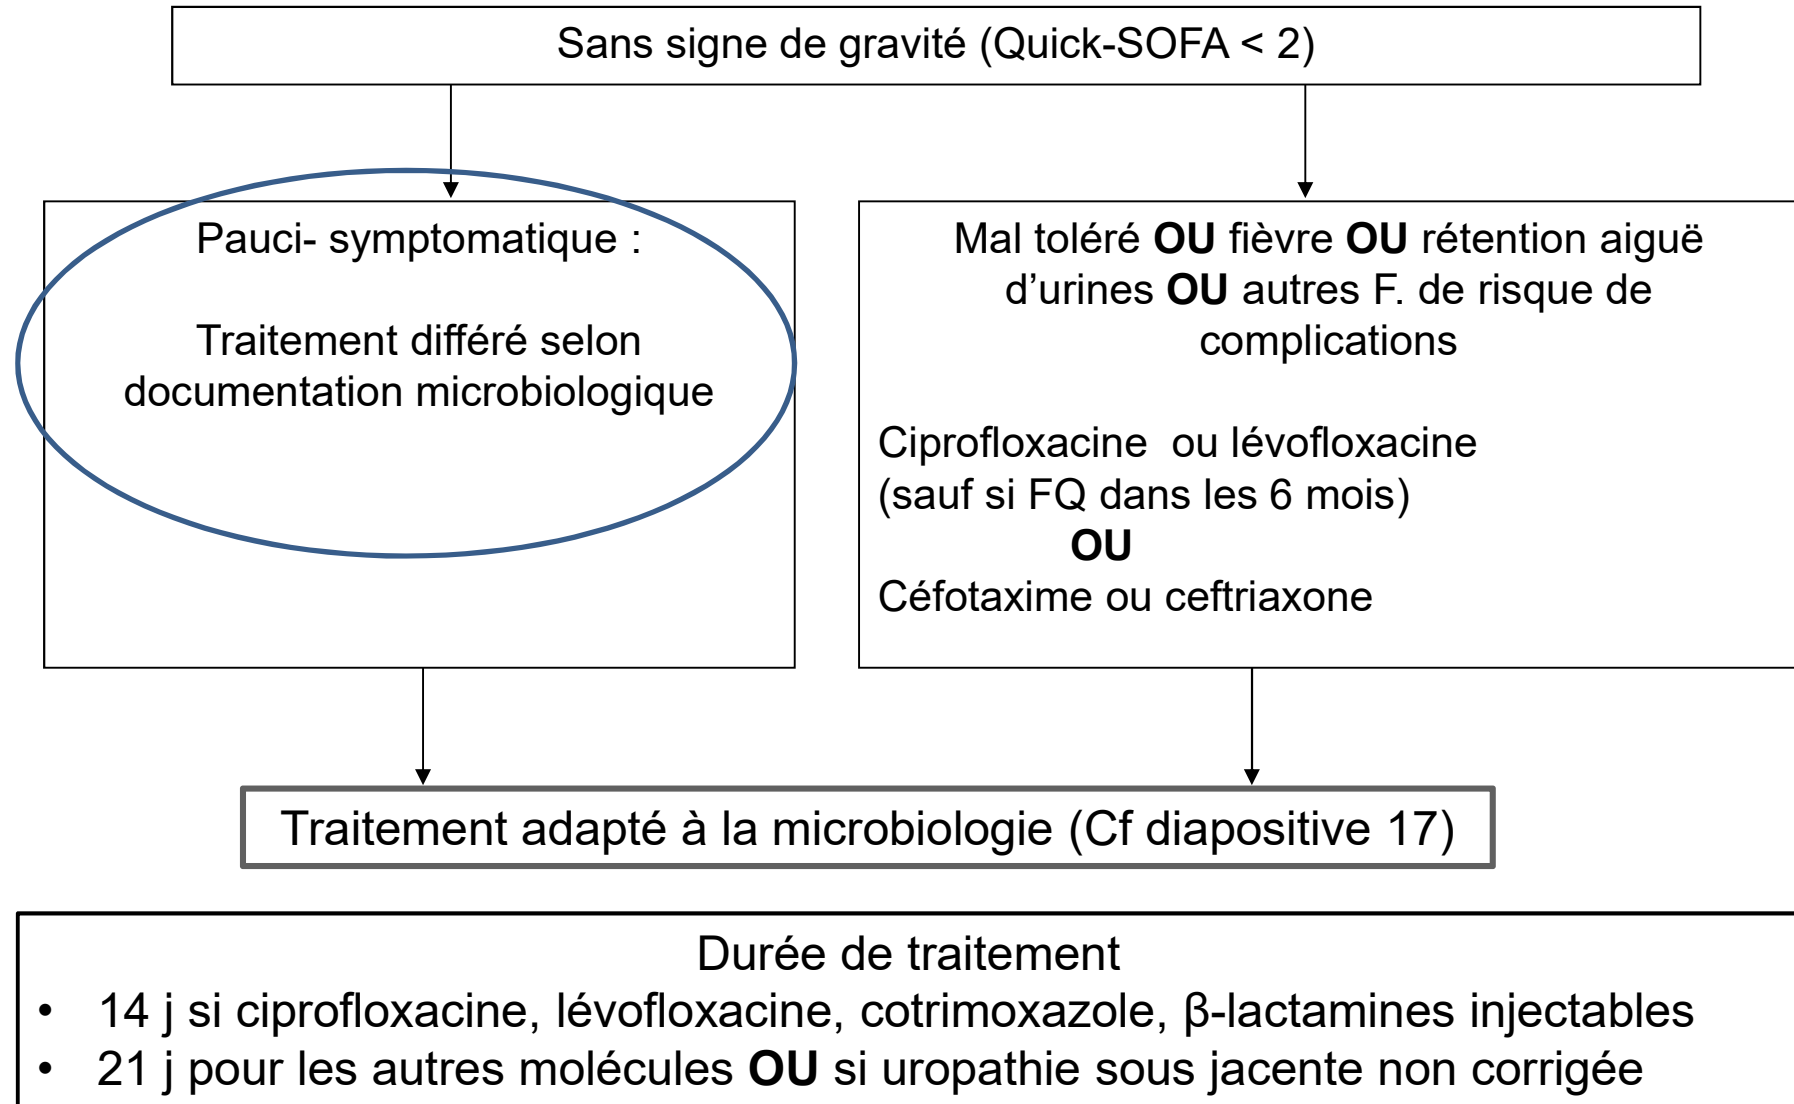 Sans signe de gravité (Quick-SOFA < 2)
Pauci- symptomatique :
Traitement différé selon
documentation microbiologique
Mal toléré OU fièvre OU rétention aiguë
d’urines OU autres F. de risque de
complications
Ciprofloxacine ou lévofloxacine
(sauf si FQ dans les 6 mois)
OU
Céfotaxime ou ceftriaxone
Traitement adapté à la microbiologie (Cf diapositive 17)
Durée de traitement
• 14 j si ciprofloxacine, lévofloxacine, cotrimoxazole, β-lactamines injectables
• 21 j pour les autres molécules OU si uropathie sous jacente non corrigée